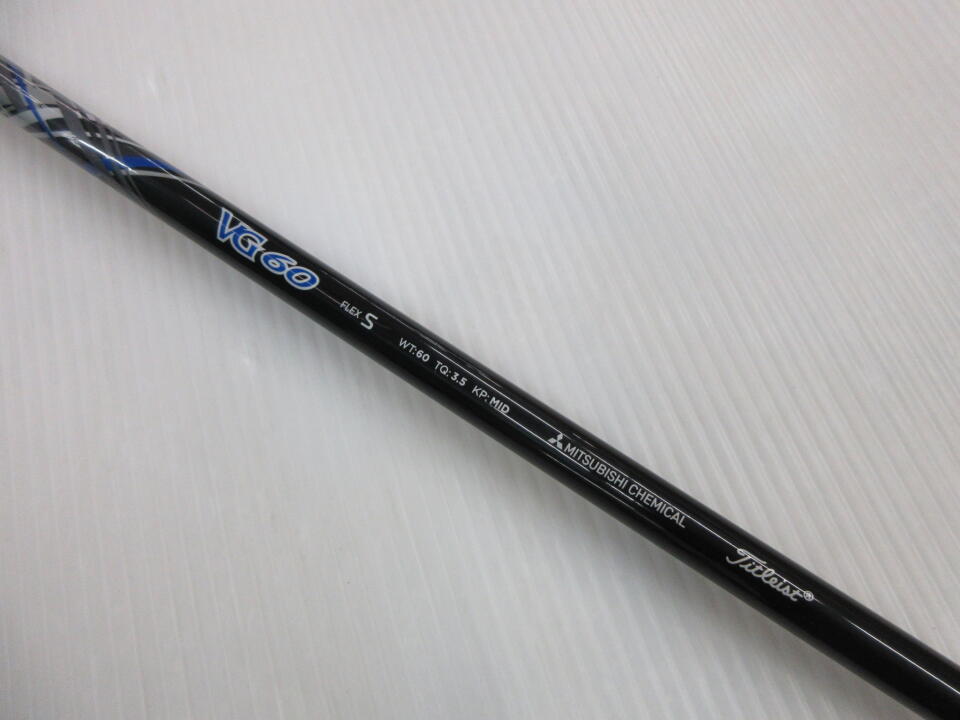 VG60
FLEX S
WT:60 TQ:3.5 KP:MID
MITSUBISHI CHEMICAL
Titleist®